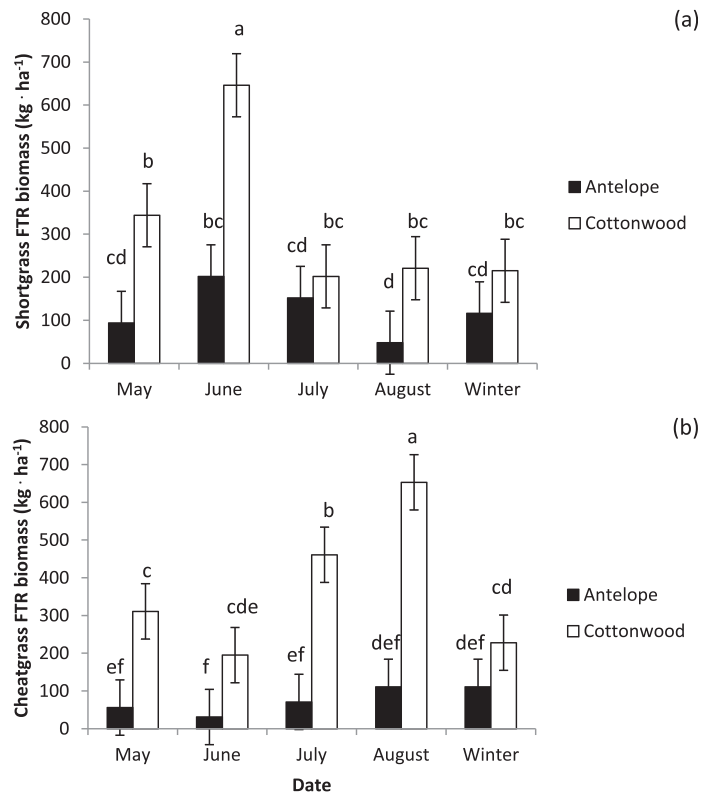 (a)
Shortgrass FTR biomass (kg · ha⁻¹)
800
700
600
500
400
300
200
100
0
cd
b
bc
a
cd
bc
d
bc
cd
bc
May
June
July
August
Winter
Antelope
Cottonwood
(b)
Cheatgrass FTR biomass (kg · ha⁻¹)
800
700
600
500
400
300
200
100
0
ef
c
f
cde
ef
b
def
a
def
cd
May
June
July
August
Winter
Date
Antelope
Cottonwood